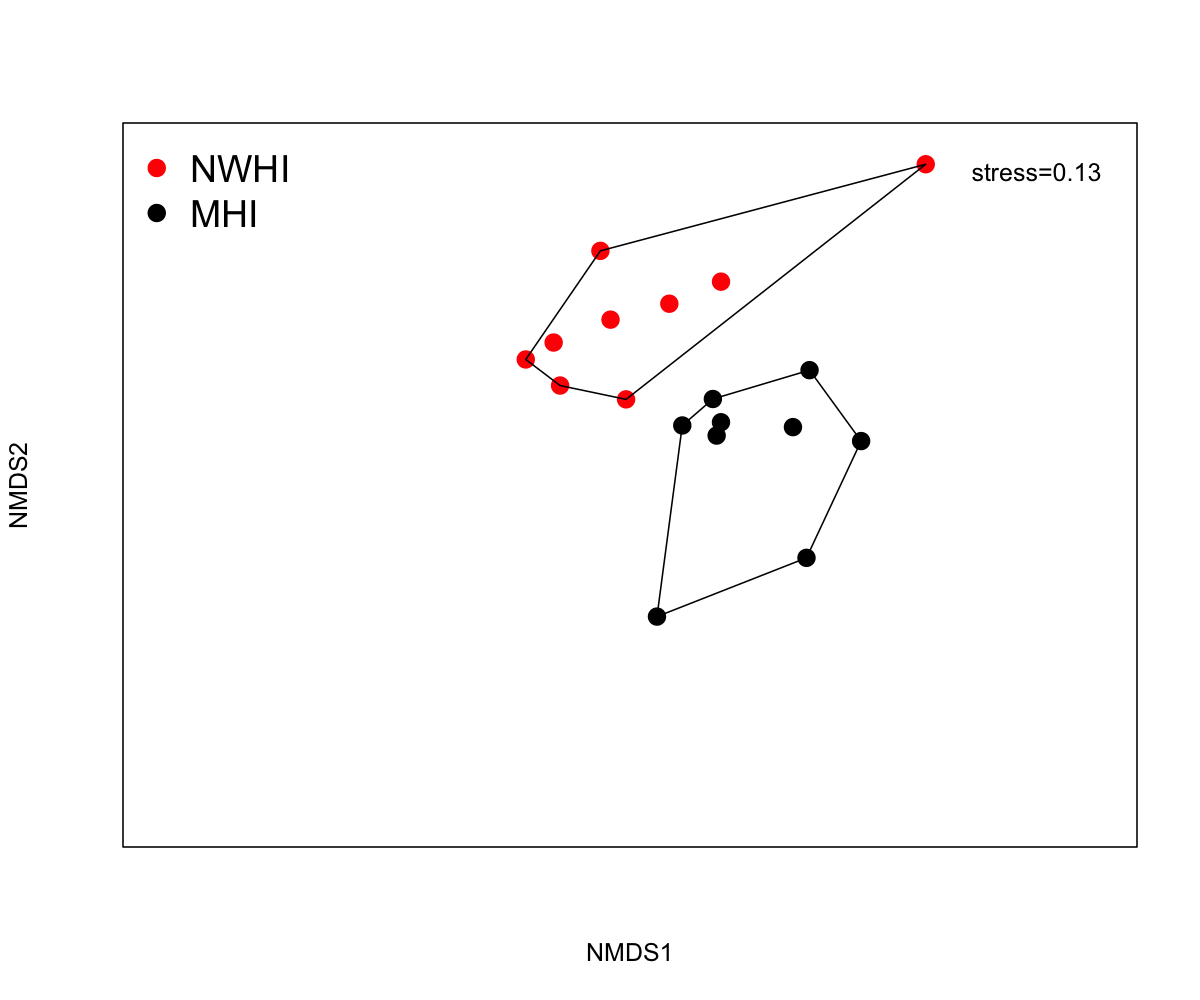 NWHI
stress=0.13
MHI
NMDS2
NMDS1